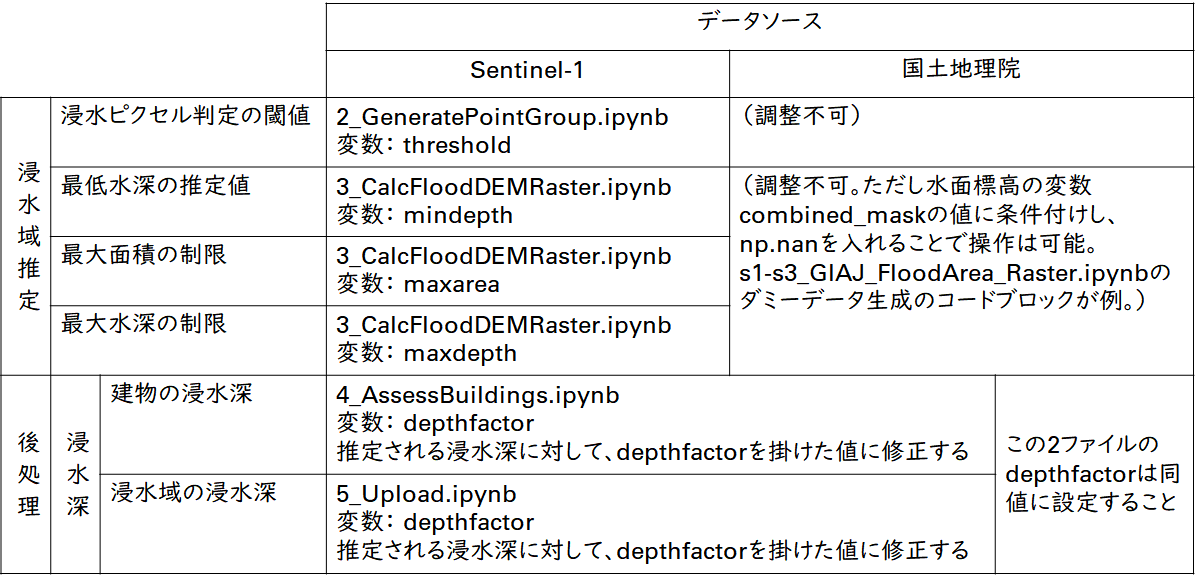 データソース
Sentinel-1
国土地理院
浸水域推定
浸水ピクセル判定の閾値
2_GeneratePointGroup.ipynb
変数： threshold
（調整不可）
最低水深の推定値
3_CalcFloodDEMRaster.ipynb
変数： mindepth
（調整不可。ただし水面標高の変数
combined_maskの値に条件付けし、
np.nanを入れることで操作は可能。
s1-s3_GIAJ_FloodArea_Raster.ipynbの
ダミーデータ生成のコードブロックが例。）
最大面積の制限
3_CalcFloodDEMRaster.ipynb
変数： maxarea
最大水深の制限
3_CalcFloodDEMRaster.ipynb
変数： maxdepth
後処理
浸水深
建物の浸水深
4_AssessBuildings.ipynb
変数： depthfactor
推定される浸水深に対して、depthfactorを掛けた値に修正する
浸水域の浸水深
5_Upload.ipynb
変数： depthfactor
推定される浸水深に対して、depthfactorを掛けた値に修正する
この2ファイルの
depthfactorは同
値に設定すること